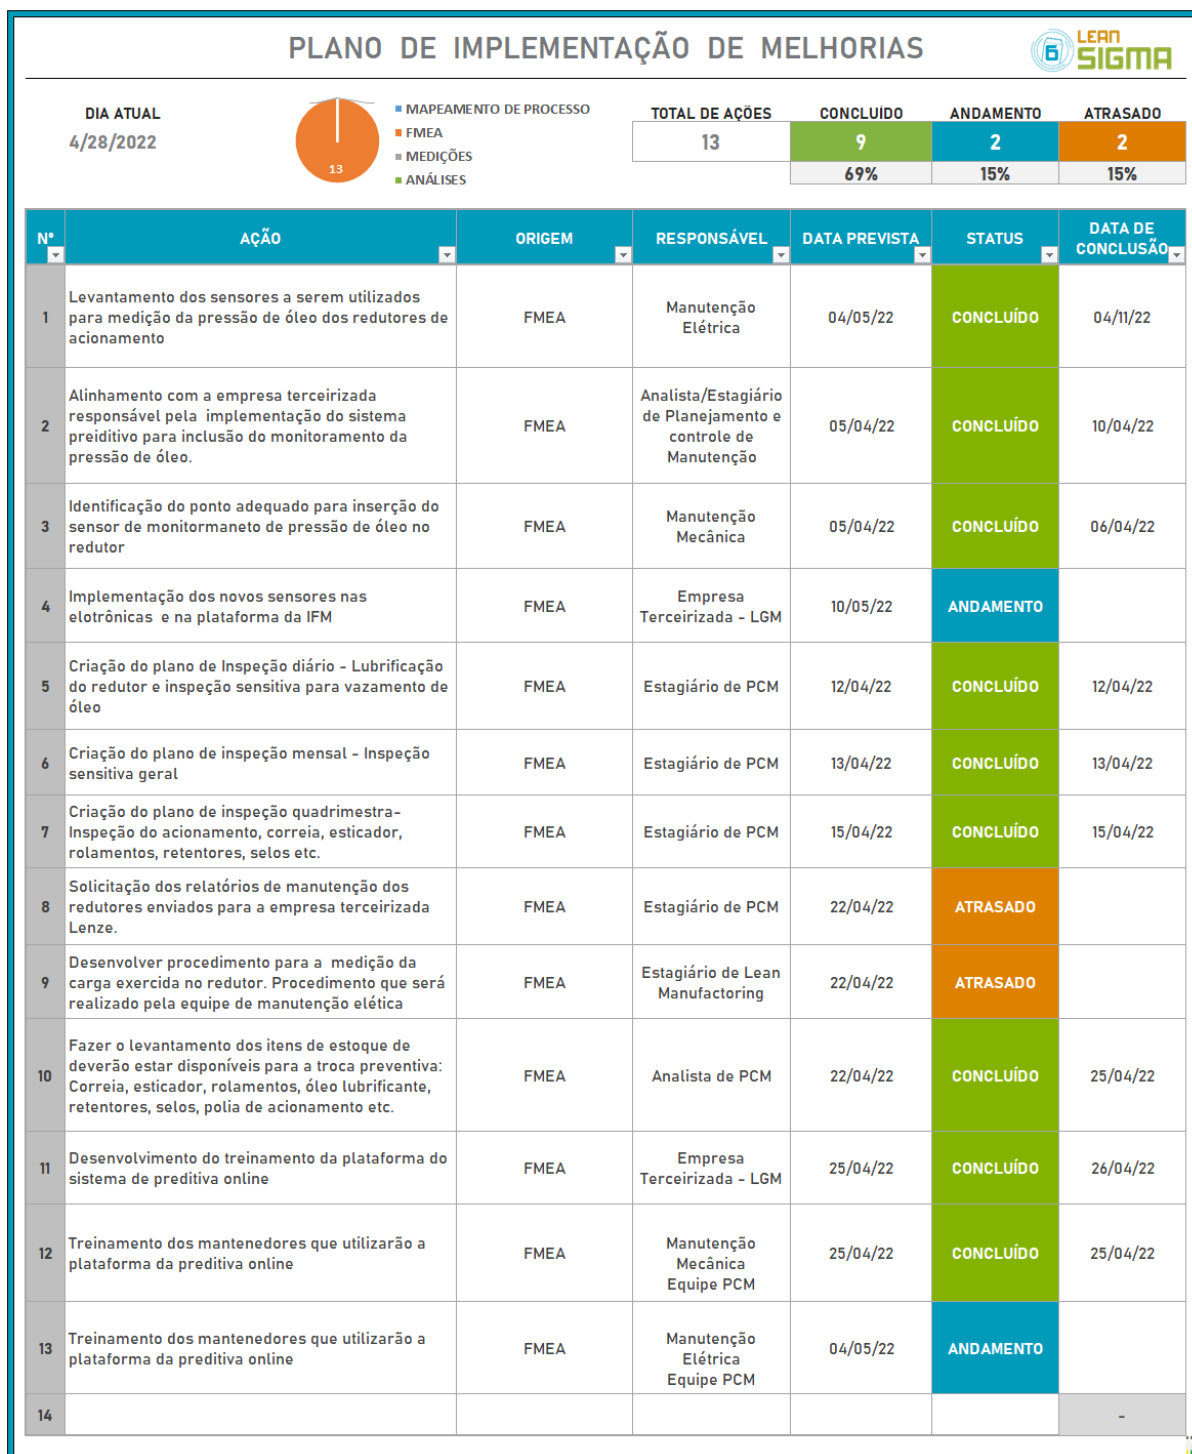 PLANO DE IMPLEMENTAÇÃO DE MELHORIAS
6
LEAN
SIGMA
DIA ATUAL
4/28/2022
13
MAPEAMENTO DE PROCESSO
FMEA
MEDIÇÕES
ANÁLISES
TOTAL DE AÇÕES CONCLUÍDO ANDAMENTO ATRASADO
13 9 2 2
69% 15% 15%
N° AÇÃO ORIGEM RESPONSÁVEL DATA PREVISTA STATUS DATA DE
CONCLUSÃO
1
Levantamento dos sensores a serem utilizados
para medição da pressão de óleo dos redutores de
acionamento
FMEA
Manutenção
Elétrica
04/05/22
CONCLUÍDO
04/11/22
2
Alinhamento com a empresa terceirizada
responsável pela implementação do sistema
preiditivo para inclusão do monitoramento da
pressão de óleo.
FMEA
Analista/Estagiário
de Planejamento e
controle de
Manutenção
05/04/22
CONCLUÍDO
10/04/22
3
Identificação do ponto adequado para inserção do
sensor de monitormaneto de pressão de óleo no
redutor
FMEA
Manutenção
Mecânica
05/04/22
CONCLUÍDO
06/04/22
4
Implementação dos novos sensores nas
elotrônicas e na plataforma da IFM
FMEA
Empresa
Terceirizada - LGM
10/05/22
ANDAMENTO
5
Criação do plano de Inspeção diário - Lubrificação
do redutor e inspeção sensitiva para vazamento de
óleo
FMEA
Estagiário de PCM
12/04/22
CONCLUÍDO
12/04/22
6
Criação do plano de inspeção mensal - Inspeção
sensitiva geral
FMEA
Estagiário de PCM
13/04/22
CONCLUÍDO
13/04/22
7
Criação do plano de inspeção quadrimestra-
Inspeção do acionamento, correia, esticador,
rolamentos, retentores, selos etc.
FMEA
Estagiário de PCM
15/04/22
CONCLUÍDO
15/04/22
8
Solicitação dos relatórios de manutenção dos
redutores enviados para a empresa terceirizada
Lenze.
FMEA
Estagiário de PCM
22/04/22
ATRASADO
9
Desenvolver procedimento para a medição da
carga exercida no redutor. Procedimento que será
realizado pela equipe de manutenção elética
FMEA
Estagiário de Lean
Manufactoring
22/04/22
ATRASADO
10
Fazer o levantamento dos itens de estoque de
deverão estar disponíveis para a troca preventiva:
Correia, esticador, rolamentos, óleo lubrificante,
retentores, selos, polia de acionamento etc.
FMEA
Analista de PCM
22/04/22
CONCLUÍDO
25/04/22
11
Desenvolvimento do treinamento da plataforma do
sistema de preditiva online
FMEA
Empresa
Terceirizada - LGM
25/04/22
CONCLUÍDO
26/04/22
12
Treinamento dos mantenedores que utilizarão a
plataforma da preditiva online
FMEA
Manutenção
Mecânica
Equipe PCM
25/04/22
CONCLUÍDO
25/04/22
13
Treinamento dos mantenedores que utilizarão a
plataforma da preditiva online
FMEA
Manutenção
Elétrica
Equipe PCM
04/05/22
ANDAMENTO
14
-